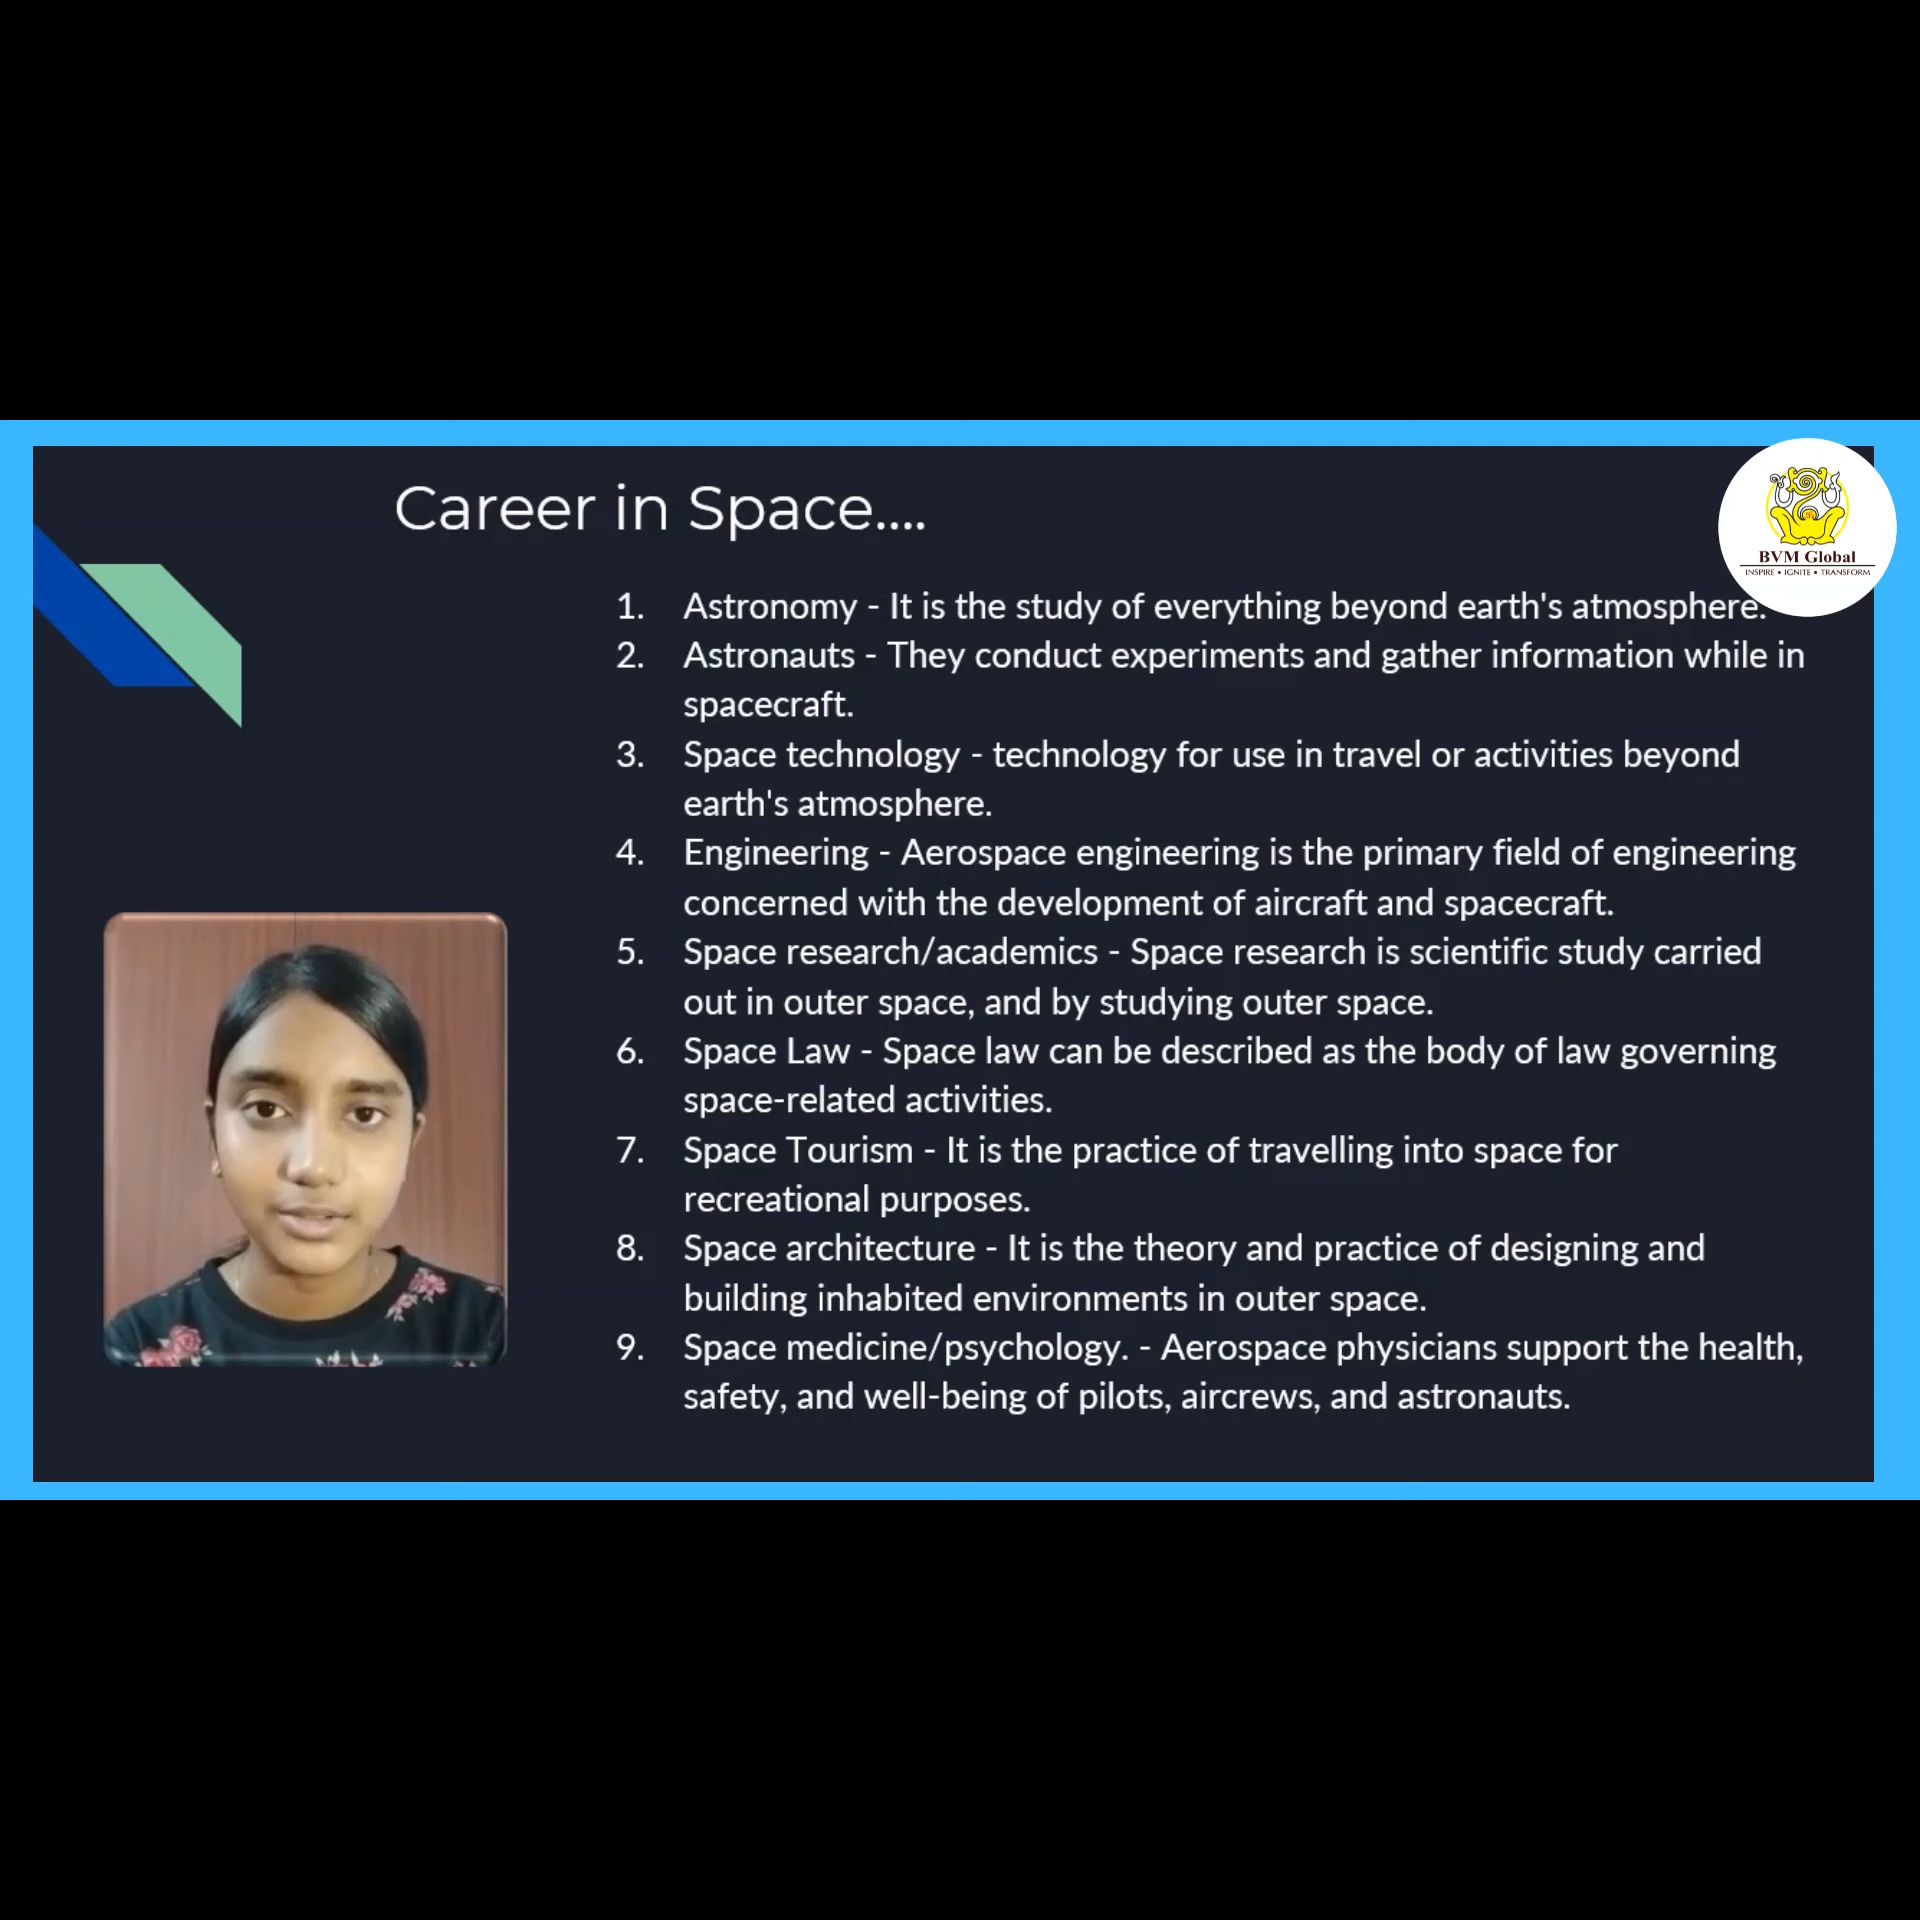 Career in Space....
BVM Global
INSPIRE • IGNITE • TRANSFORM
1. Astronomy - It is the study of everything beyond earth's atmosphere.
2. Astronauts - They conduct experiments and gather information while in
spacecraft.
3. Space technology - technology for use in travel or activities beyond
earth's atmosphere.
4. Engineering - Aerospace engineering is the primary field of engineering
concerned with the development of aircraft and spacecraft.
5. Space research/academics - Space research is scientific study carried
out in outer space, and by studying outer space.
6. Space Law - Space law can be described as the body of law governing
space-related activities.
7. Space Tourism - It is the practice of travelling into space for
recreational purposes.
8. Space architecture - It is the theory and practice of designing and
building inhabited environments in outer space.
9. Space medicine/psychology. - Aerospace physicians support the health,
safety, and well-being of pilots, aircrews, and astronauts.